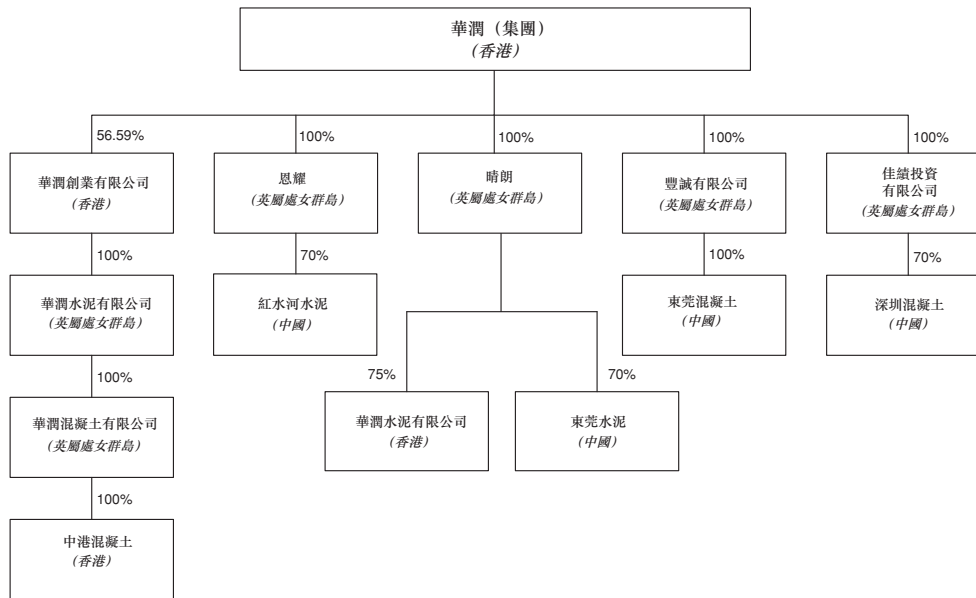 華潤（集團）
（香港）
56.59%
100%
100%
100%
100%
華潤創業有限公司
（香港）
恩耀
（英屬處女群島）
晴朗
（英屬處女群島）
豐誠有限公司
（英屬處女群島）
佳績投資
有限公司
（英屬處女群島）
100%
70%
100%
70%
華潤水泥有限公司
（英屬處女群島）
紅水河水泥
（中國）
東莞混凝土
（中國）
深圳混凝土
（中國）
100%
75%
70%
華潤混凝土有限公司
（英屬處女群島）
華潤水泥有限公司
（香港）
東莞水泥
（中國）
100%
中港混凝土
（香港）